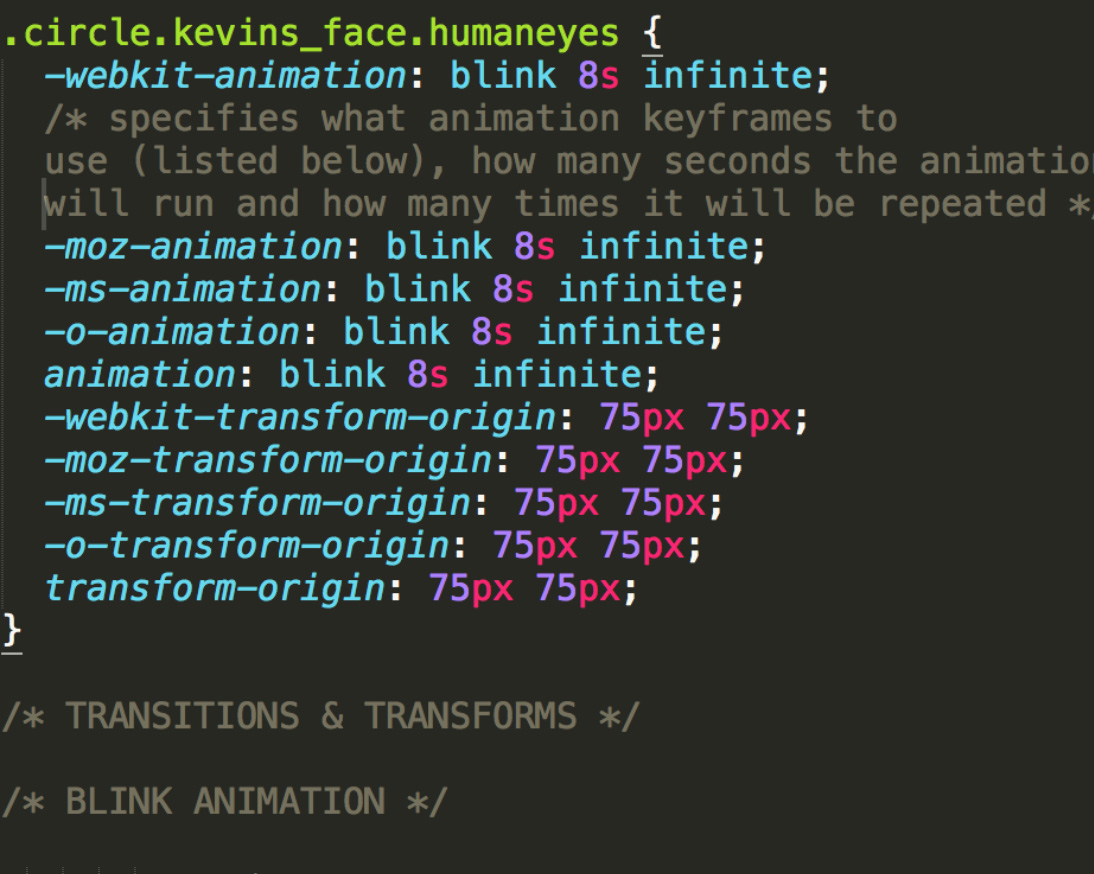 .circle.kevins_face.humaneyes {
-webkit-animation: blink 8s infinite;
/* specifies what animation keyframes to
use (listed below), how many seconds the animation
will run and how many times it will be repeated */
-moz-animation: blink 8s infinite;
-ms-animation: blink 8s infinite;
-o-animation: blink 8s infinite;
animation: blink 8s infinite;
-webkit-transform-origin: 75px 75px;
-moz-transform-origin: 75px 75px;
-ms-transform-origin: 75px 75px;
-o-transform-origin: 75px 75px;
transform-origin: 75px 75px;
}
/* TRANSITIONS & TRANSFORMS */
/* BLINK ANIMATION */